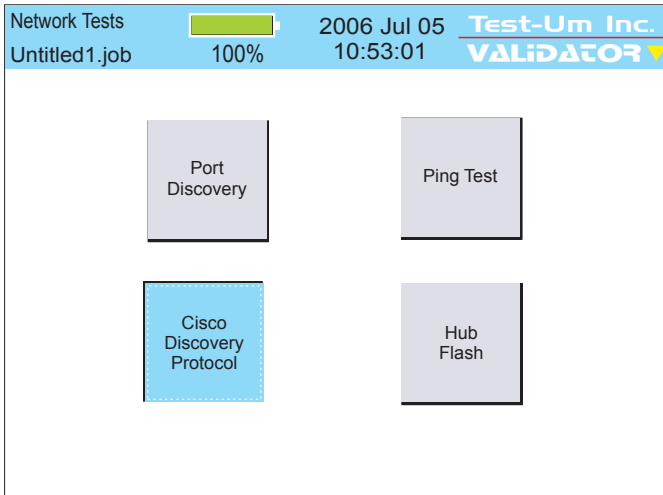 Network Tests
Untitled1.job
100%
2006 Jul 05
10:53:01
Test-Um Inc.
VALiDATOR
Port
Discovery
Ping Test
Cisco
Discovery
Protocol
Hub
Flash